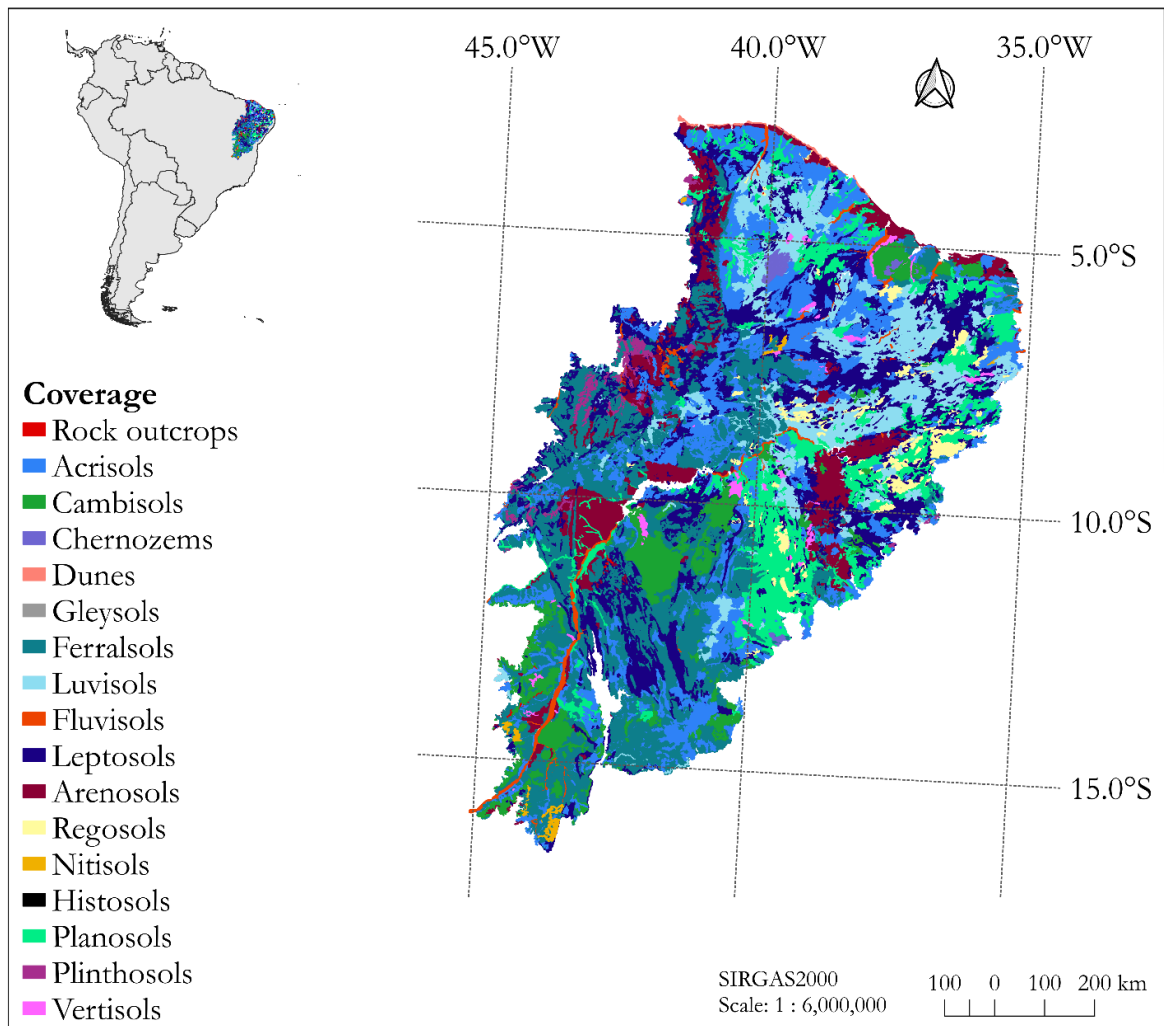 45.0°W 40.0°W 35.0°W
5.0°S
10.0°S
15.0°S
Coverage
Rock outcrops
Acrisols
Cambisols
Chernozems
Dunes
Gleysols
Ferralsols
Luvisols
Fluvisols
Leptosols
Arenosols
Regosols
Nitisols
Histosols
Planosols
Plinthosols
Vertisols
SIRGAS2000
Scale: 1 : 6,000,000
100 0 100 200 km